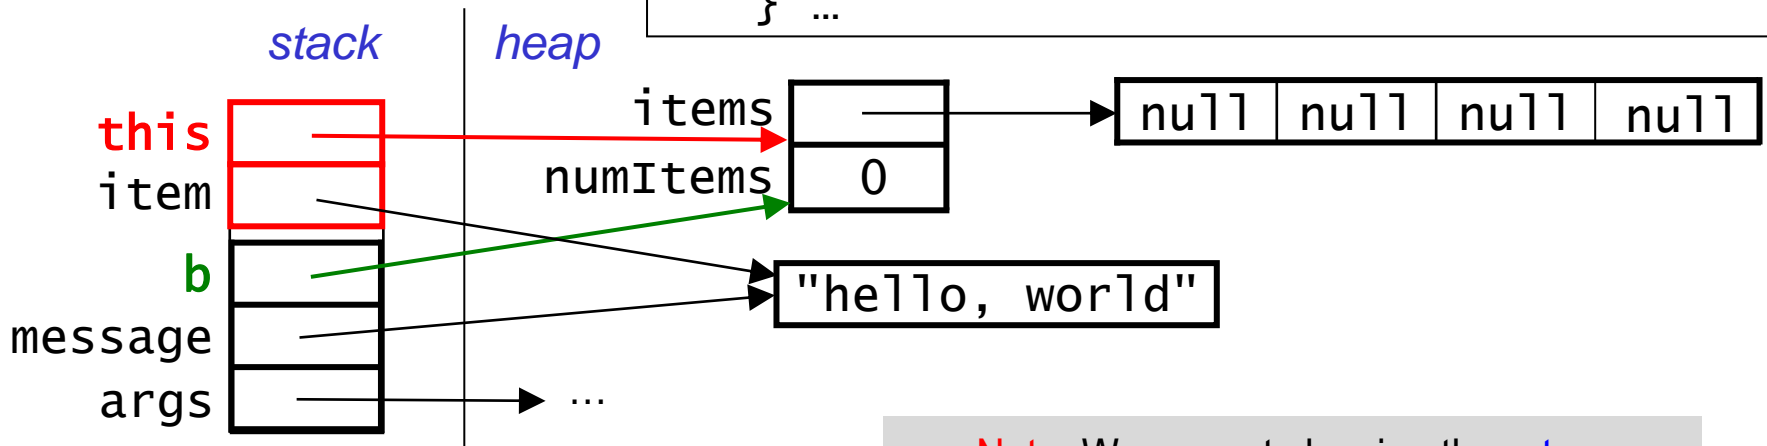 } …
stack heap
this
item
b
message
args
items
numItems 0
null null null null
"hello, world"
…